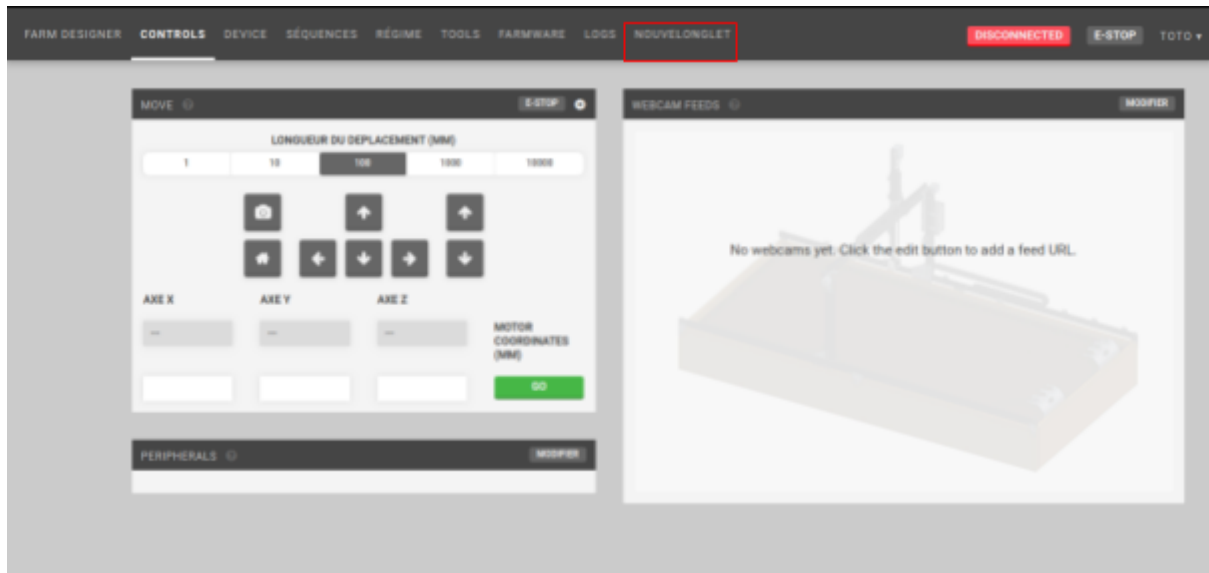 FARM DESIGNER CONTROLS DEVICE SÉQUENCES RÉGIME TOOLS FARMWARE LOGS NOUVELONGLET DISCONNECTED E-STOP TOTO
MOVE E-STOP
LONGUEUR DU DEPLACEMENT (MM)
1 10 100 1000 10000
AXE X AXE Y AXE Z
-- -- --
MOTOR
COORDINATES
(MM)
GO
PERIPHERALS MODIFIER
WEBCAM FEEDS MODIFIER
No webcams yet. Click the edit button to add a feed URL.